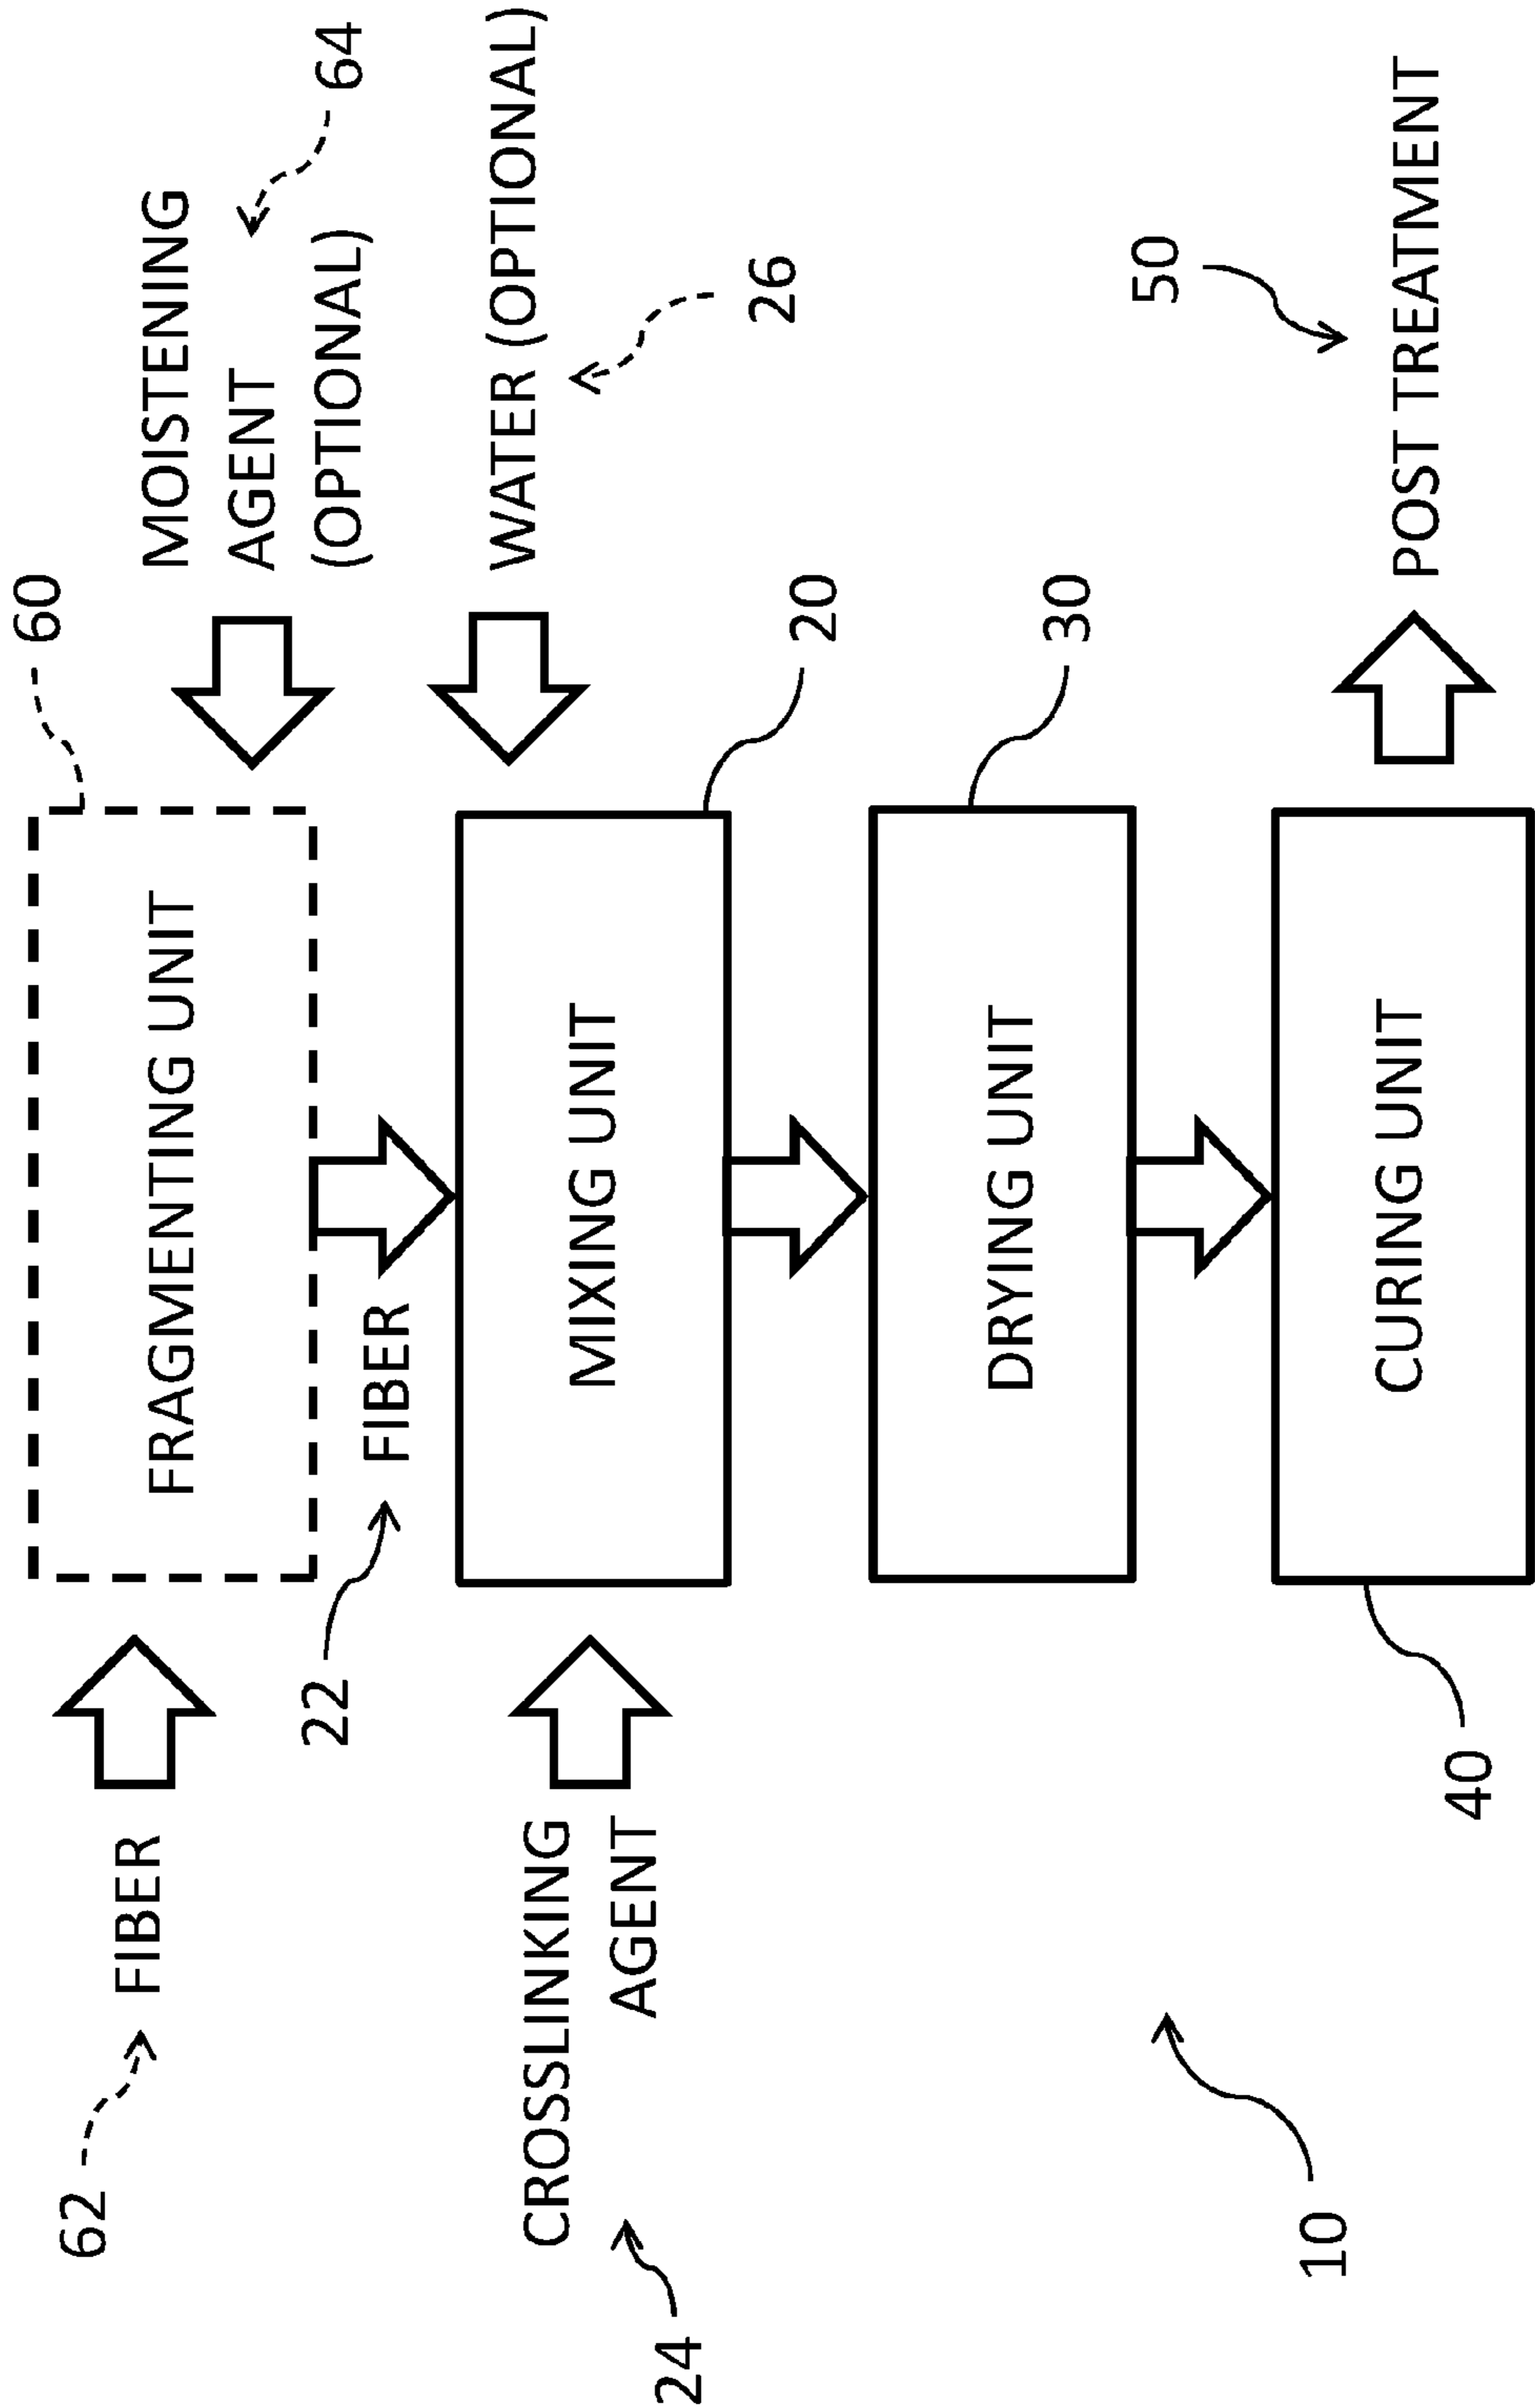 60
62
FIBER
FRAGMENTING UNIT
MOISTENING
AGENT
(OPTIONAL)
64
22
FIBER
CROSSLINKING
AGENT
24
MIXING UNIT
WATER (OPTIONAL)
26
20
DRYING UNIT
30
10
CURING UNIT
40
POST TREATMENT
50